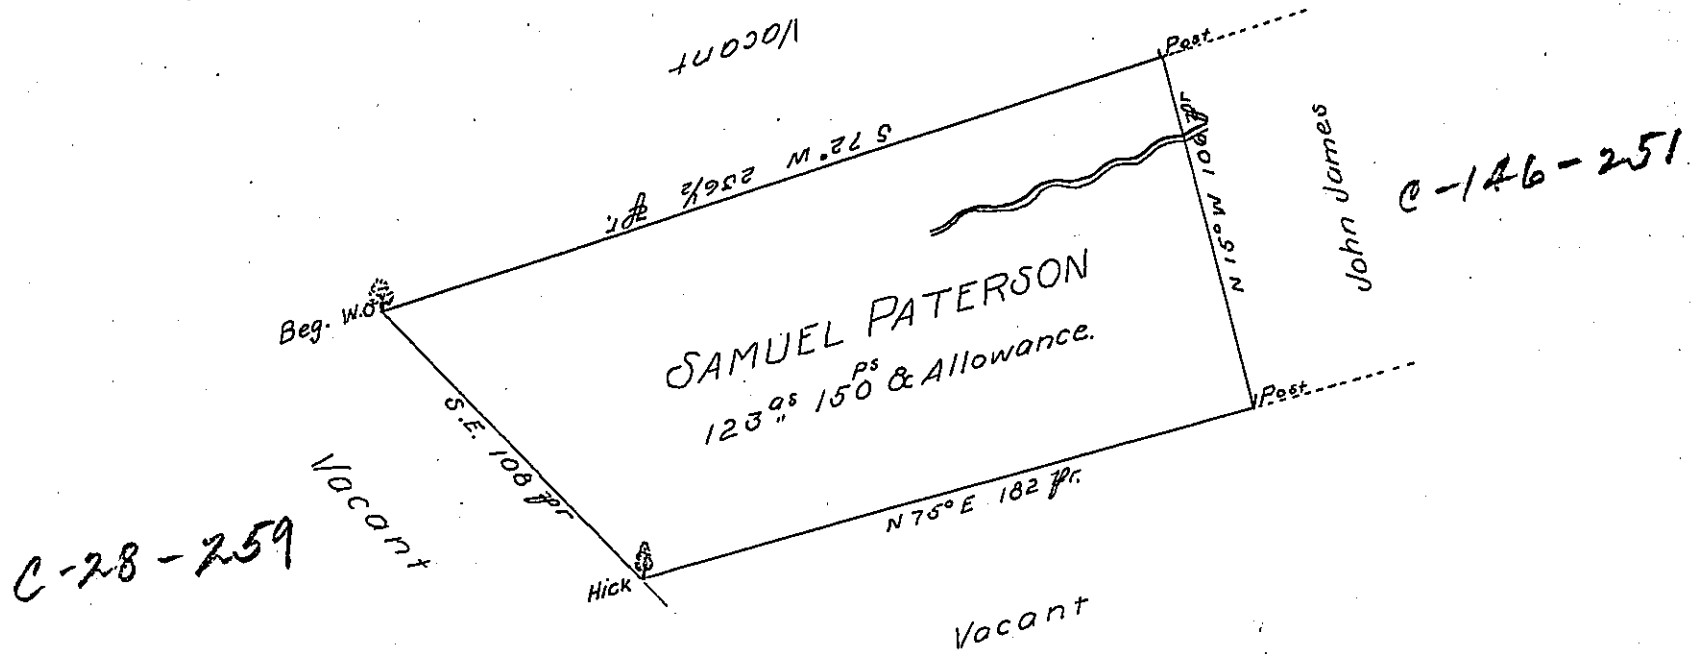 Vacant
Post
S 72° W 256½ pr.
N 15° W 106 pr
John James
C-146-251
Beg. W.O
SAMUEL PATERSON
123 as 150 ps & Allowance.
S.E. 108 pr
Post
N 75° E 182 pr.
Vacant
C-28-259
Hick
Vacant